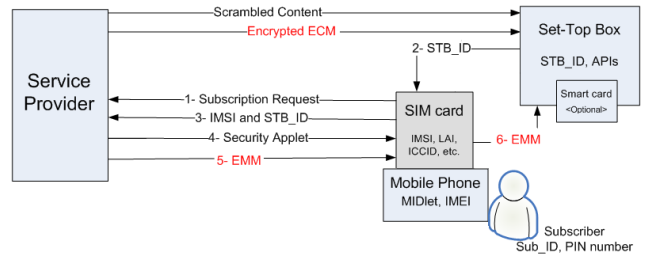 Scrambled Content
Encrypted ECM
2- STB_ID
Set-Top Box
STB_ID, APIs
Smart card
<Optional>
Service
Provider
1- Subscription Request
3- IMSI and STB_ID
4- Security Applet
5- EMM
SIM card
IMSI, LAI,
ICCID, etc.
6- EMM
Mobile Phone
MIDlet, IMEI
Subscriber
Sub_ID, PIN number